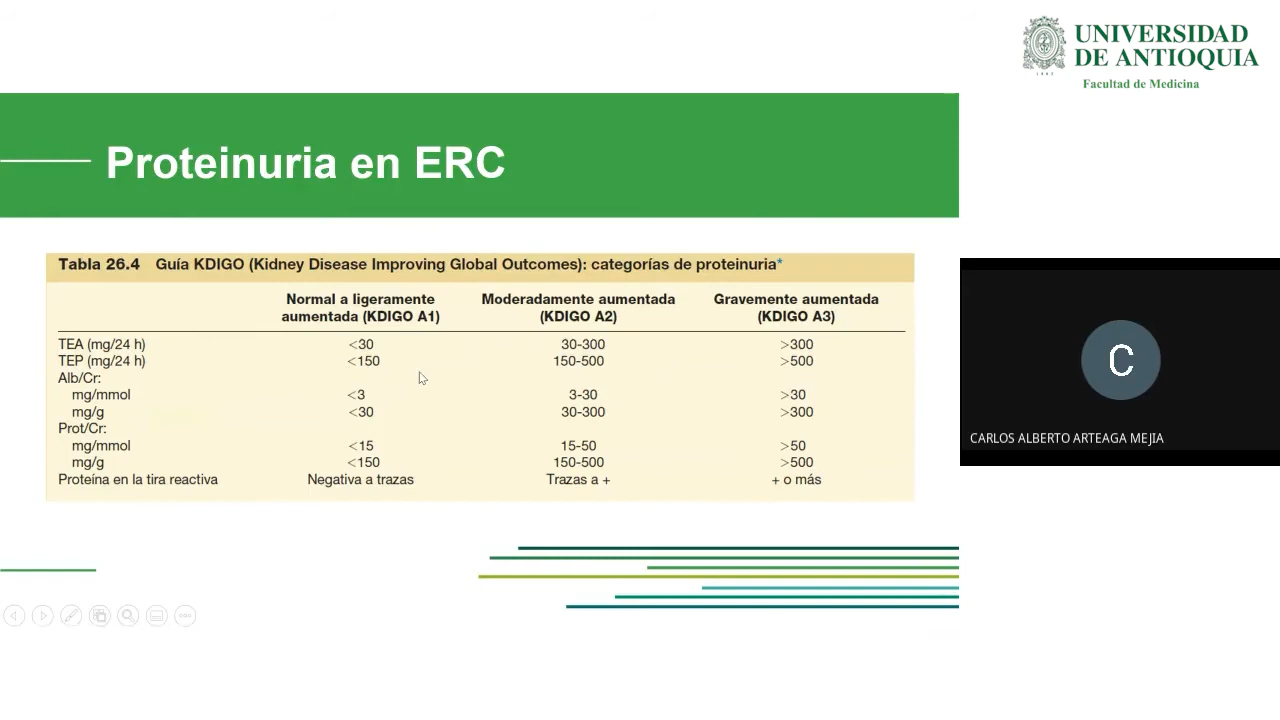 UNIVERSIDAD
DE ANTIOQUIA
1803
Facultad de Medicina
Proteinuria en ERC
Tabla 26.4 Guía KDIGO (Kidney Disease Improving Global Outcomes): categorías de proteinuria*
Normal a ligeramente aumentada (KDIGO A1) Moderadamente aumentada (KDIGO A2) Gravemente aumentada (KDIGO A3)
TEA (mg/24 h) <30 30-300 >300
TEP (mg/24 h) <150 150-500 >500
Alb/Cr:
mg/mmol <3 3-30 >30
mg/g <30 30-300 >300
Prot/Cr:
mg/mmol <15 15-50 >50
mg/g <150 150-500 >500
Proteína en la tira reactiva Negativa a trazas Trazas a + + o más
C
CARLOS ALBERTO ARTEAGA MEJIA